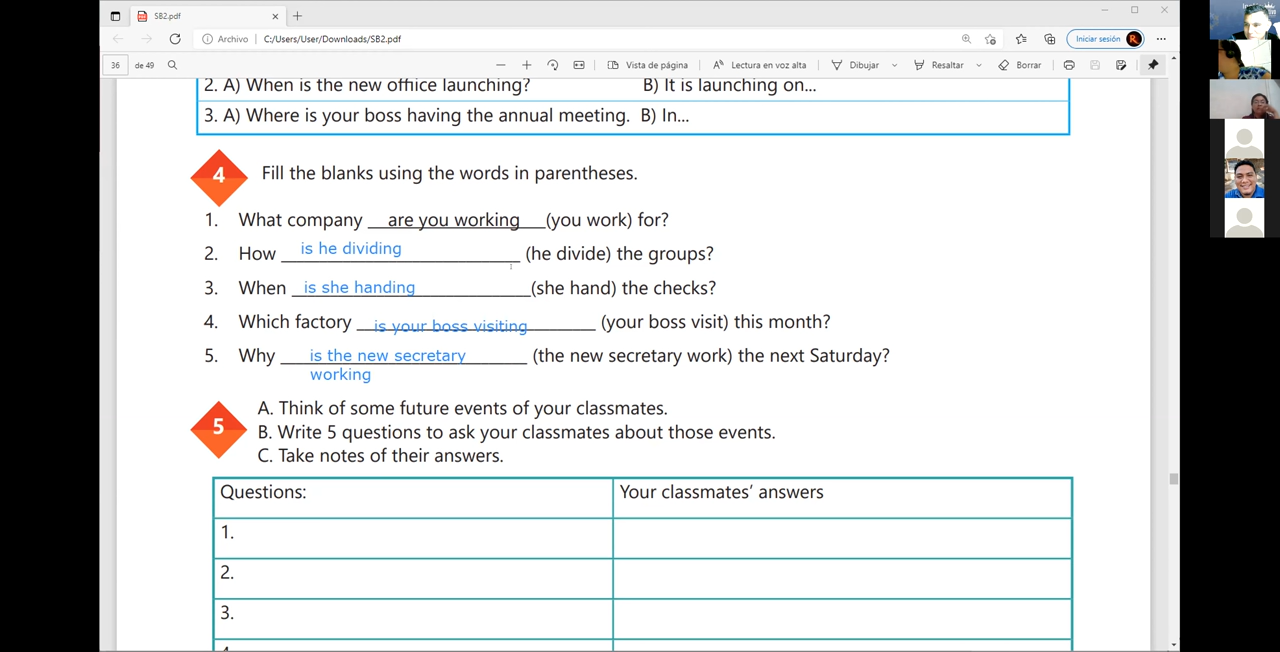 SB2.pdf
Archivo C:/Users/User/Downloads/SB2.pdf
Iniciar sesión R
36 de 49 Vista de página Lectura en voz alta Dibujar Resaltar Borrar
2. A) When is the new office launching? B) It is launching on...
3. A) Where is your boss having the annual meeting. B) In...
4 Fill the blanks using the words in parentheses.
1. What company __are you working___(you work) for?
2. How is he dividing (he divide) the groups?
3. When is she handing (she hand) the checks?
4. Which factory is your boss visiting (your boss visit) this month?
5. Why is the new secretary (the new secretary work) the next Saturday?
working
5 A. Think of some future events of your classmates.
B. Write 5 questions to ask your classmates about those events.
C. Take notes of their answers.
Questions: Your classmates' answers
1.
2.
3.